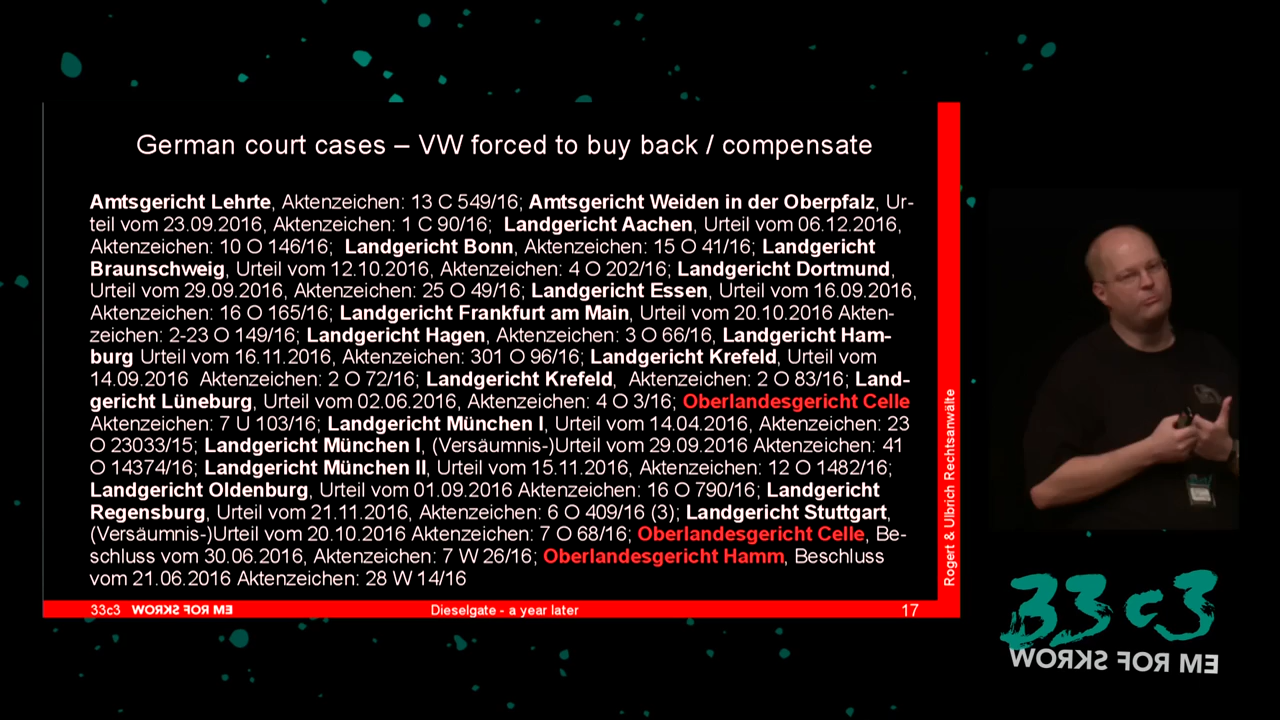 German court cases – VW forced to buy back / compensate
Amtsgericht Lehrte, Aktenzeichen: 13 C 549/16; Amtsgericht Weiden in der Oberpfalz, Ur-
teil vom 23.09.2016, Aktenzeichen: 1 C 90/16; Landgericht Aachen, Urteil vom 06.12.2016,
Aktenzeichen: 10 O 146/16; Landgericht Bonn, Aktenzeichen: 15 O 41/16; Landgericht
Braunschweig, Urteil vom 12.10.2016, Aktenzeichen: 4 O 202/16; Landgericht Dortmund,
Urteil vom 29.09.2016, Aktenzeichen: 25 O 49/16; Landgericht Essen, Urteil vom 16.09.2016,
Aktenzeichen: 16 O 165/16; Landgericht Frankfurt am Main, Urteil vom 20.10.2016 Akten-
zeichen: 2-23 O 149/16; Landgericht Hagen, Aktenzeichen: 3 O 66/16, Landgericht Ham-
burg Urteil vom 16.11.2016, Aktenzeichen: 301 O 96/16; Landgericht Krefeld, Urteil vom
14.09.2016 Aktenzeichen: 2 O 72/16; Landgericht Krefeld, Aktenzeichen: 2 O 83/16; Land-
gericht Lüneburg, Urteil vom 02.06.2016, Aktenzeichen: 4 O 3/16; Oberlandesgericht Celle
Aktenzeichen: 7 U 103/16; Landgericht München I, Urteil vom 14.04.2016, Aktenzeichen: 23
O 23033/15; Landgericht München I, (Versäumnis-)Urteil vom 29.09.2016 Aktenzeichen: 41
O 14374/16; Landgericht München II, Urteil vom 15.11.2016, Aktenzeichen: 12 O 1482/16;
Landgericht Oldenburg, Urteil vom 01.09.2016 Aktenzeichen: 16 O 790/16; Landgericht
Regensburg, Urteil vom 21.11.2016, Aktenzeichen: 6 O 409/16 (3); Landgericht Stuttgart,
(Versäumnis-)Urteil vom 20.10.2016 Aktenzeichen: 7 O 68/16; Oberlandesgericht Celle, Be-
schluss vom 30.06.2016, Aktenzeichen: 7 W 26/16; Oberlandesgericht Hamm, Beschluss
vom 21.06.2016 Aktenzeichen: 28 W 14/16
Rogert & Ulbrich Rechtsanwälte
33c3 WORKS FOR ME
Dieselgate - a year later
17
33c3
WORKS FOR ME